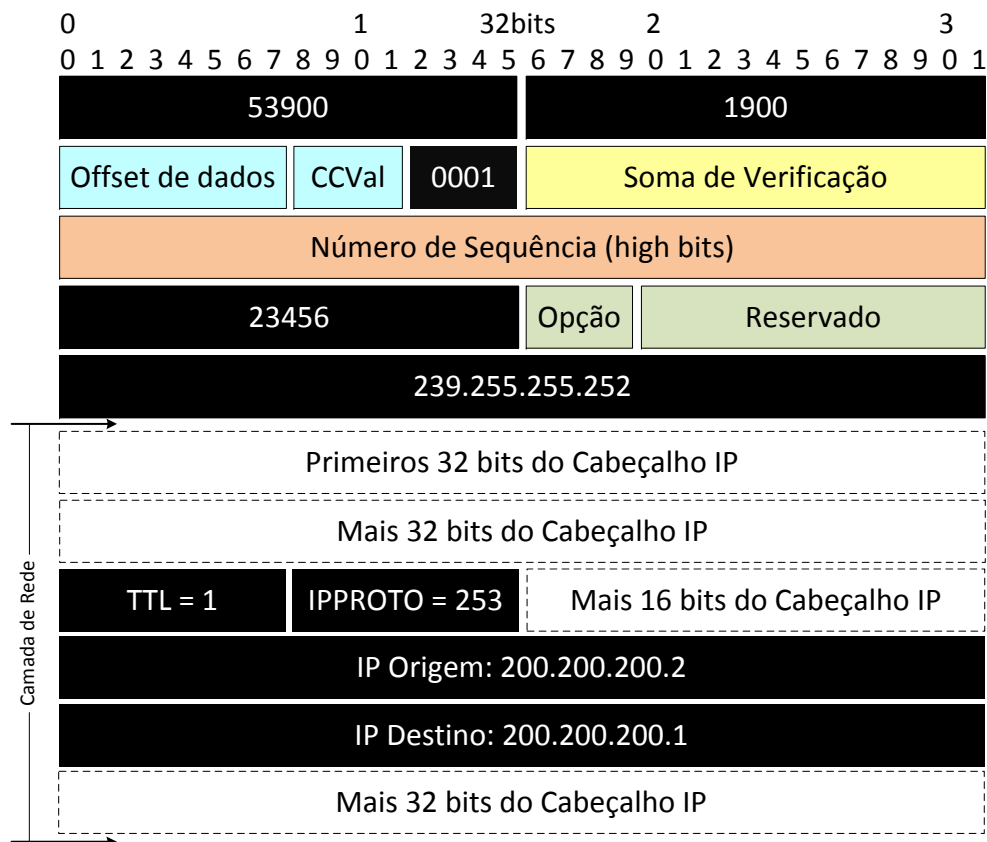 0 1 32bits 2 3
0 1 2 3 4 5 6 7 8 9 0 1 2 3 4 5 6 7 8 9 0 1 2 3 4 5 6 7 8 9 0 1
53900 1900
Offset de dados CCVal 0001 Soma de Verificação
Número de Sequência (high bits)
23456 Opção Reservado
239.255.255.252
Primeiros 32 bits do Cabeçalho IP
Mais 32 bits do Cabeçalho IP
TTL = 1 IPPROTO = 253 Mais 16 bits do Cabeçalho IP
IP Origem: 200.200.200.2
IP Destino: 200.200.200.1
Mais 32 bits do Cabeçalho IP
Camada de Rede